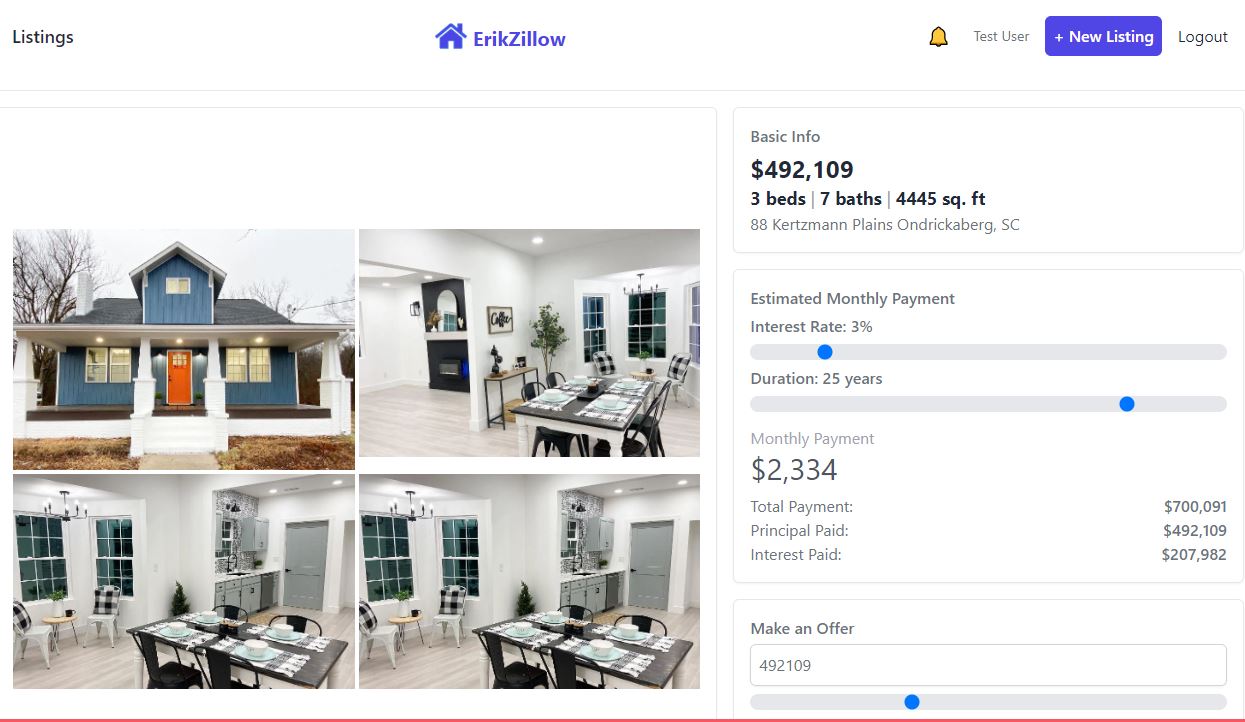 Listings
ErikZillow
Test User
+ New Listing
Logout
Coffee
Basic Info
$492,109
3 beds | 7 baths | 4445 sq. ft
88 Kertzmann Plains Ondrickaberg, SC
Estimated Monthly Payment
Interest Rate: 3%
Duration: 25 years
Monthly Payment
$2,334
Total Payment: $700,091
Principal Paid: $492,109
Interest Paid: $207,982
Make an Offer
492109